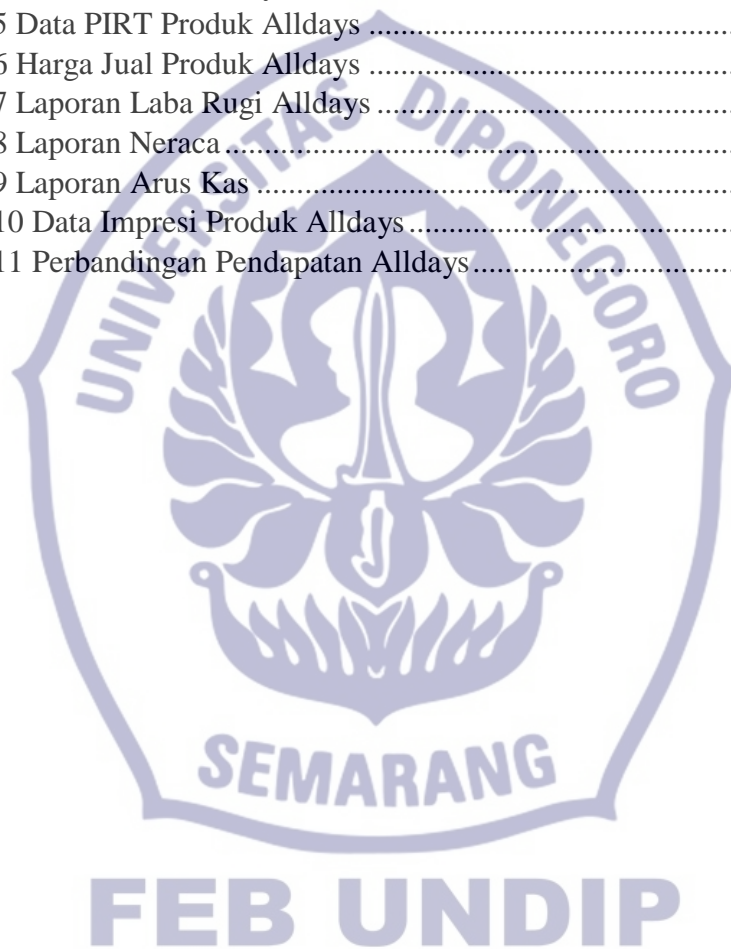 5 Data PIRT Produk Alldays ..............................................
6 Harga Jual Produk Alldays .............................................
7 Laporan Laba Rugi Alldays ............................................
8 Laporan Neraca ...............................................................
9 Laporan Arus Kas ...........................................................
10 Data Impresi Produk Alldays ........................................
11 Perbandingan Pendapatan Alldays ................................
UNIVERSITAS DIPONEGORO
SEMARANG
FEB UNDIP